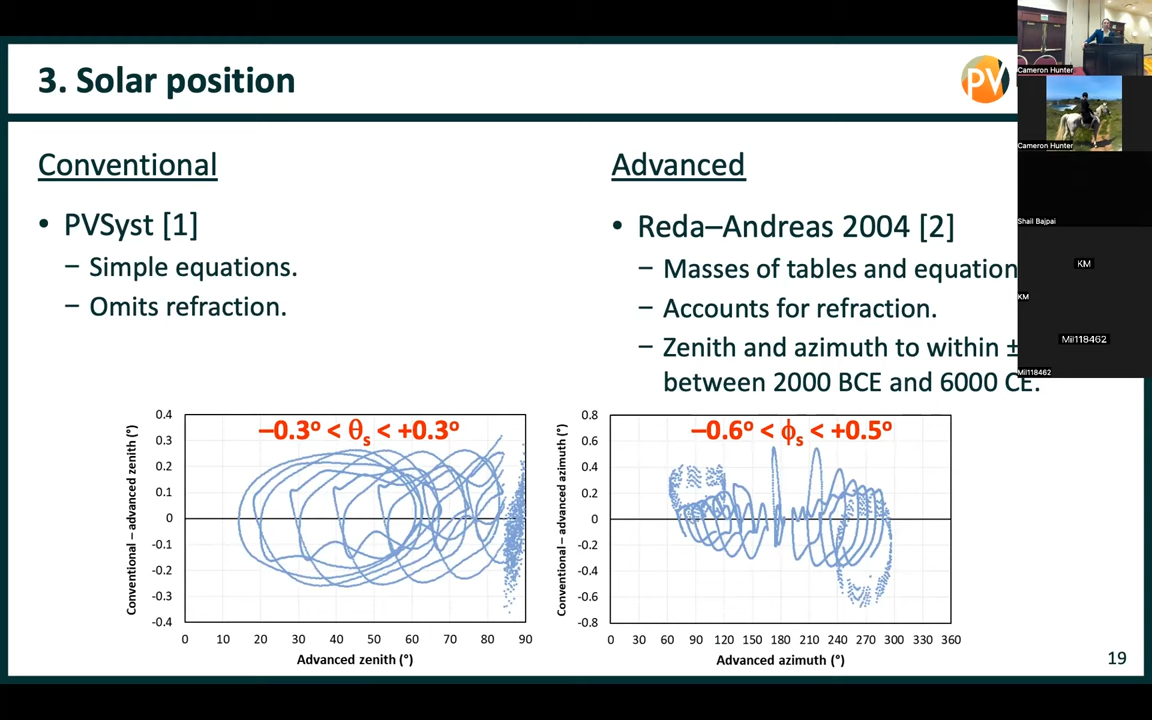 3. Solar position
PV
Conventional
• PVSyst [1]
– Simple equations.
– Omits refraction.
Advanced
• Reda–Andreas 2004 [2]
– Masses of tables and equation
– Accounts for refraction.
– Zenith and azimuth to within ±
between 2000 BCE and 6000 CE.
–0.3° < θs < +0.3°
Conventional – advanced zenith (°)
0.4
0.3
0.2
0.1
0
-0.1
-0.2
-0.3
-0.4
0 10 20 30 40 50 60 70 80 90
Advanced zenith (°)
–0.6° < ϕs < +0.5°
Conventional – advanced azimuth (°)
0.8
0.6
0.4
0.2
0
-0.2
-0.4
-0.6
-0.8
0 30 60 90 120 150 180 210 240 270 300 330 360
Advanced azimuth (°)
19
Cameron Hunter
Cameron Hunter
Shail Bajpai
KM
KM
Mil118462
Mil118462